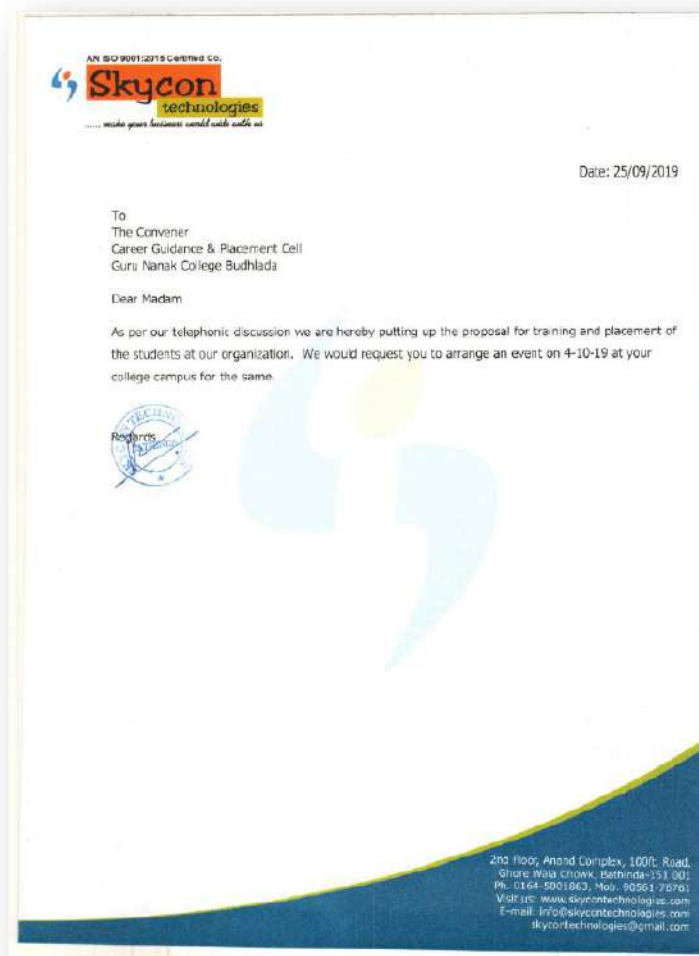 AN ISO 9001:2015 Certified Co.
Skycon
technologies
...... make your business world wide with us
Date: 25/09/2019
To
The Convener
Career Guidance & Placement Cell
Guru Nanak College Budhlada
Dear Madam
As per our telephonic discussion we are hereby putting up the proposal for training and placement of
the students at our organization. We would request you to arrange an event on 4-10-19 at your
college campus for the same.
Regards
2nd Floor, Anand Complex, 100ft. Road,
Ghore Wala Chowk, Bathinda-151 001
Ph. 0164-5001063, Mob. 90561-76761
Visit us: www.skycontechnologies.com
E-mail: info@skycontechnologies.com
skycontechnologies@gmail.com